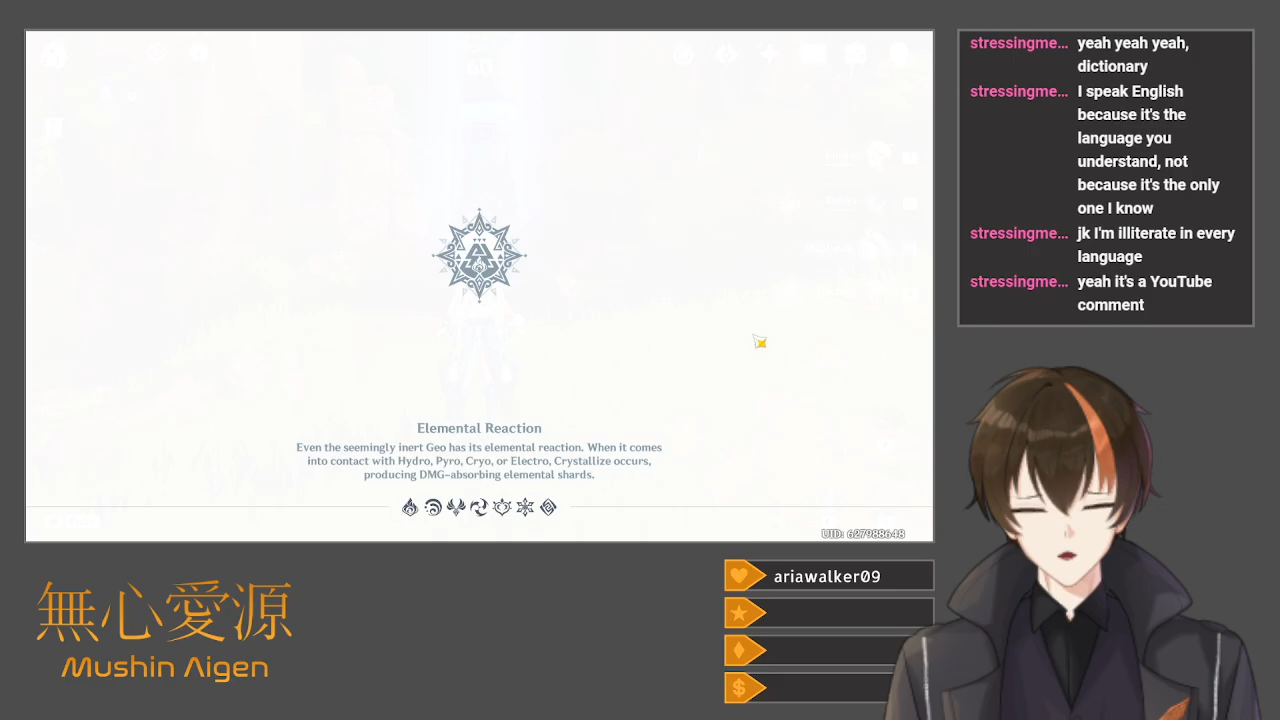 Elemental Reaction
Even the seemingly inert Geo has its elemental reaction. When it comes
into contact with Hydro, Pyro, Cryo, or Electro, Crystallize occurs,
producing DMG-absorbing elemental shards.
UID: 627988648
stressingme... yeah yeah yeah,
dictionary
stressingme... I speak English
because it's the
language you
understand, not
because it's the only
one I know
stressingme... jk I'm illiterate in every
language
stressingme... yeah it's a YouTube
comment
無心愛源
Mushin Aigen
ariawalker09